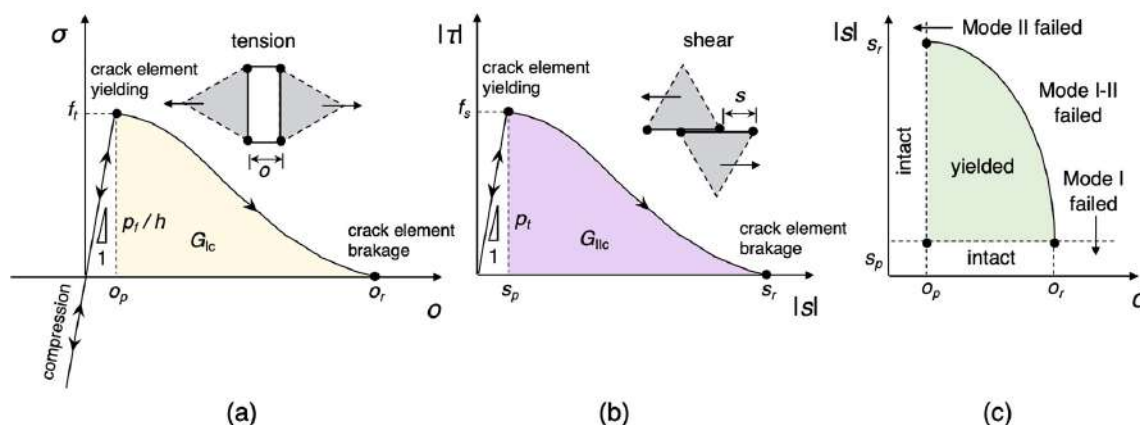 σ
tension
crack element
yielding
f_t
o
p_f / h
1
G_Ic
crack element
brakage
o_p
o_r
o
compression
(a)
|τ|
shear
crack element
yielding
f_s
s
p_t
1
G_IIc
crack element
brakage
s_p
s_r
|s|
(b)
|s|
s_r
Mode II failed
Mode I-II
failed
intact
yielded
Mode I
failed
s_p
intact
o_p
o_r
o
(c)